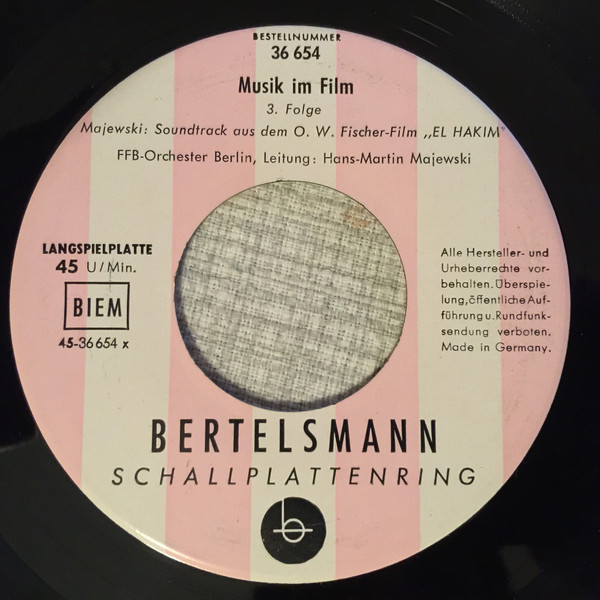 BESTELLNUMMER
36 654
Musik im Film
3. Folge
Majewski: Soundtrack aus dem O. W. Fischer-Film „EL HAKIM"
FFB-Orchester Berlin, Leitung: Hans-Martin Majewski
LANGSPIELPLATTE
45 U/Min.
BIEM
45-36654 x
Alle Hersteller- und
Urheberrechte vor-
behalten. Überspie-
lung, öffentliche Auf-
führung u. Rundfunk-
sendung verboten.
Made in Germany.
BERTELSMANN
SCHALLPLATTENRING
b